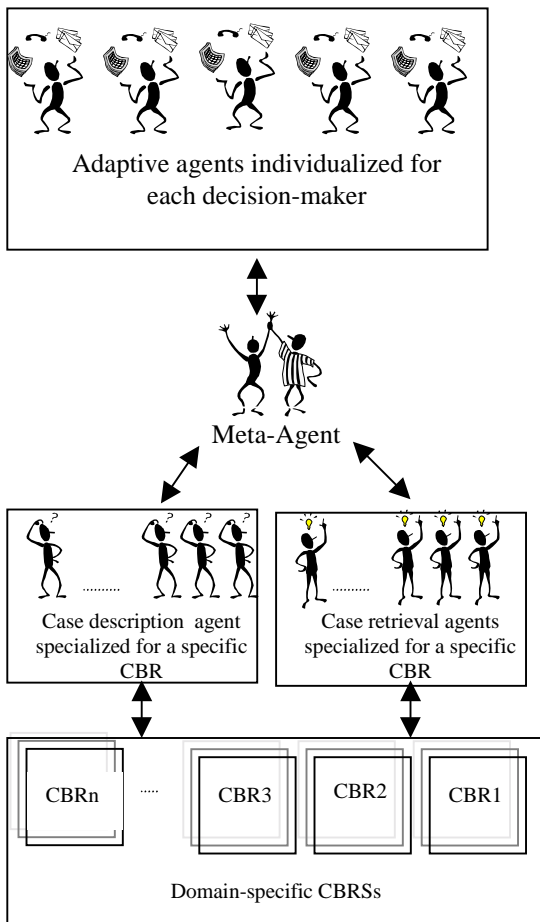 Adaptive agents individualized for
each decision-maker
Meta-Agent
? ? ? ?
..........
Case description agent
specialized for a specific
CBR
...........
Case retrieval agents
specialized for a specific
CBR
CBRn ..... CBR3 CBR2 CBR1
Domain-specific CBRSs